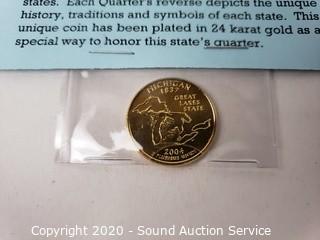 states. Each Quarter's reverse depicts the unique
history, traditions and symbols of each state. This
unique coin has been plated in 24 karat gold as a
special way to honor this state's quarter.
MICHIGAN
1837
GREAT
LAKES
STATE
2004
E PLURIBUS UNUM
Copyright 2020 - Sound Auction Service